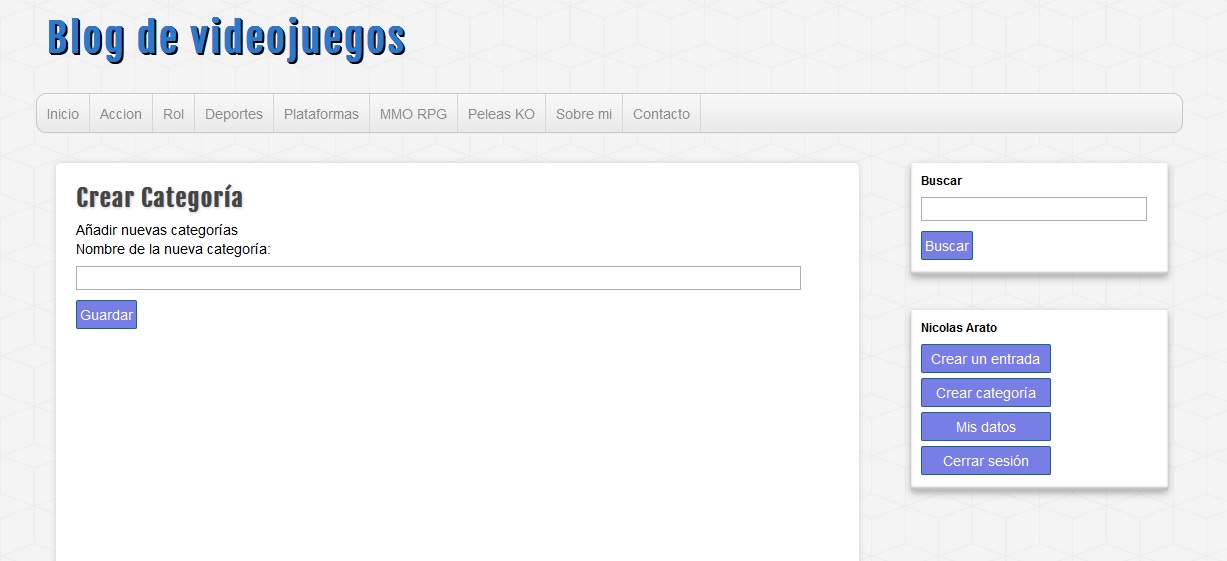 Blog de videojuegos
Inicio Accion Rol Deportes Plataformas MMO RPG Peleas KO Sobre mi Contacto
Crear Categoría
Añadir nuevas categorías
Nombre de la nueva categoría:
Guardar
Buscar
Buscar
Nicolas Arato
Crear un entrada
Crear categoría
Mis datos
Cerrar sesión